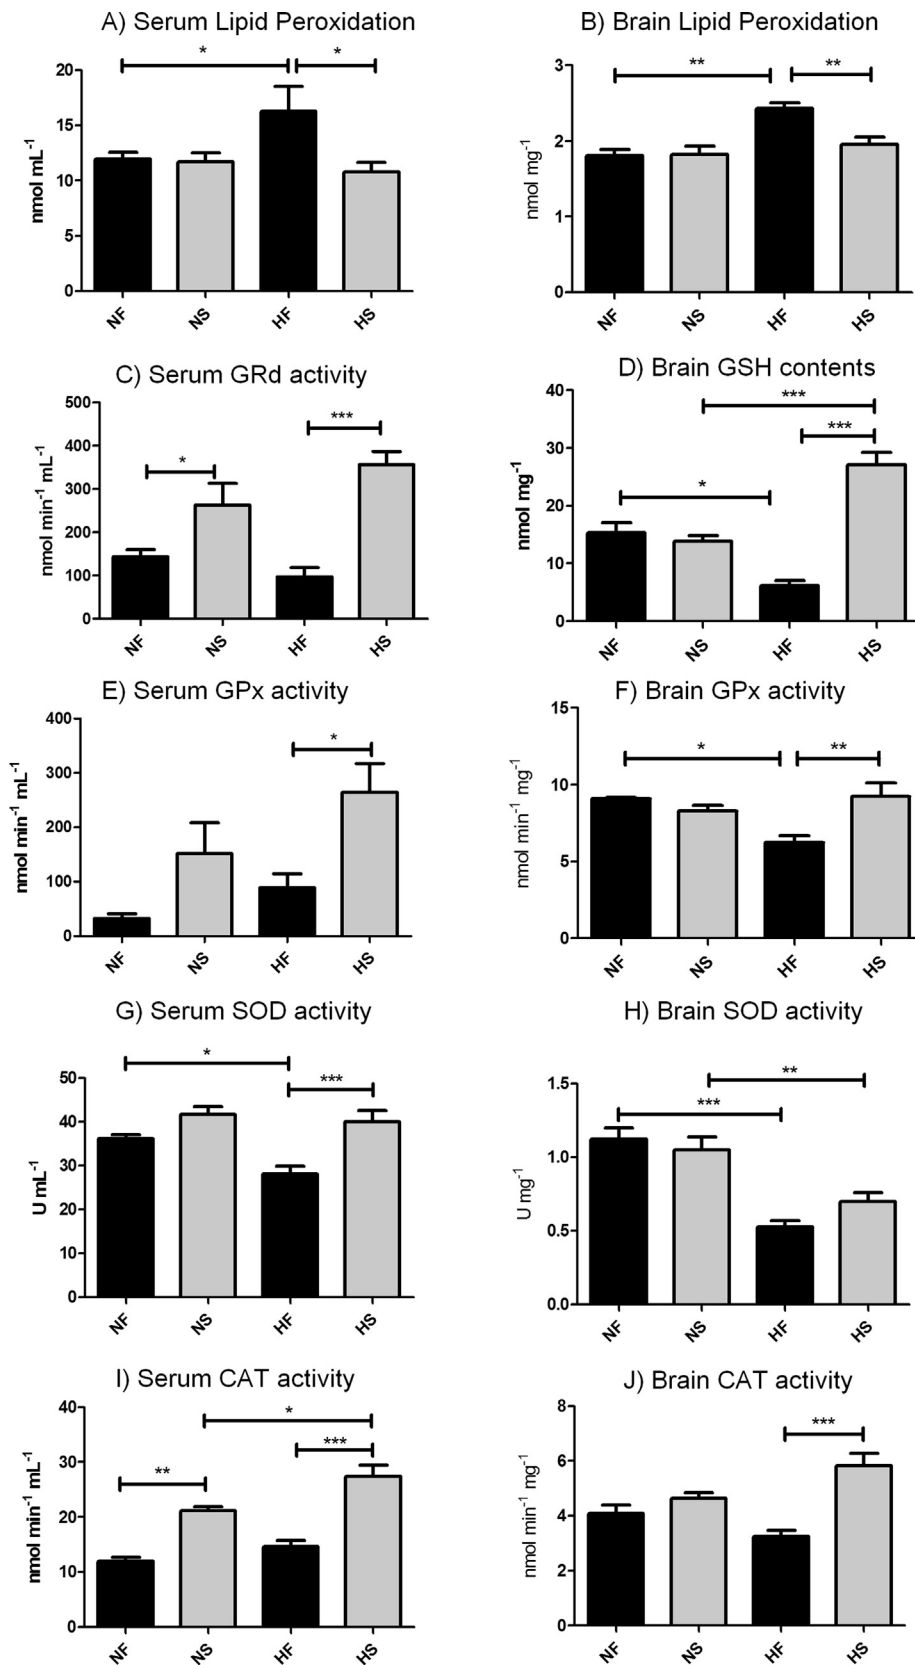 A) Serum Lipid Peroxidation
* *
20
15
10
5
0
nmol mL⁻¹
NF NS HF HS
B) Brain Lipid Peroxidation
** **
3
2
1
0
nmol mg⁻¹
NF NS HF HS
C) Serum GRd activity
***
*
500
400
300
200
100
0
nmol min⁻¹ mL⁻¹
NF NS HF HS
D) Brain GSH contents
***
***
*
40
30
20
10
0
nmol mg⁻¹
NF NS HF HS
E) Serum GPx activity
*
400
300
200
100
0
nmol min⁻¹ mL⁻¹
NF NS HF HS
F) Brain GPx activity
* **
15
10
5
0
nmol min⁻¹ mg⁻¹
NF NS HF HS
G) Serum SOD activity
*
***
50
40
30
20
10
0
U mL⁻¹
NF NS HF HS
H) Brain SOD activity
**
***
1.5
1.0
0.5
0.0
U mg⁻¹
NF NS HF HS
I) Serum CAT activity
*
***
**
40
30
20
10
0
nmol min⁻¹ mL⁻¹
NF NS HF HS
J) Brain CAT activity
***
8
6
4
2
0
nmol min⁻¹ mg⁻¹
NF NS HF HS